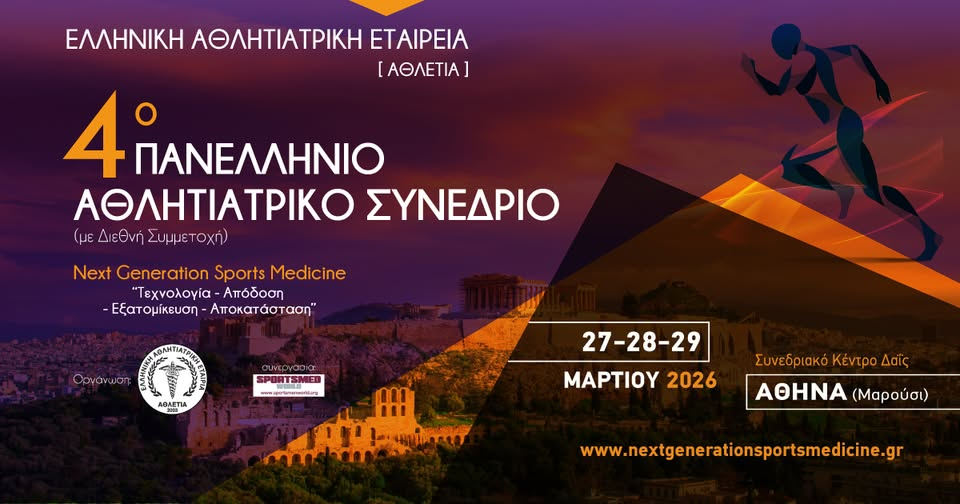 ΕΛΛΗΝΙΚΗ ΑΘΛΗΤΙΑΤΡΙΚΗ ΕΤΑΙΡΕΙΑ
[ ΑΘΛΕΤΙΑ ]
4ο ΠΑΝΕΛΛΗΝΙΟ
ΑΘΛΗΤΙΑΤΡΙΚΟ ΣΥΝΕΔΡΙΟ
(με Διεθνή Συμμετοχή)
Next Generation Sports Medicine
“Τεχνολογία - Απόδοση
- Εξατομίκευση - Αποκατάσταση”
Οργάνωση:
ΕΛΛΗΝΙΚΗ ΑΘΛΗΤΙΑΤΡΙΚΗ ΕΤΑΙΡΕΙΑ
ΑΘΛΕΤΙΑ
συνεργασία:
SPORTSMED
WORLD
www.sportsmenworld.org
27-28-29
ΜΑΡΤΙΟΥ 2026
Συνεδριακό Κέντρο Δαΐς
ΑΘΗΝΑ (Μαρούσι)
www.nextgenerationsportsmedicine.gr